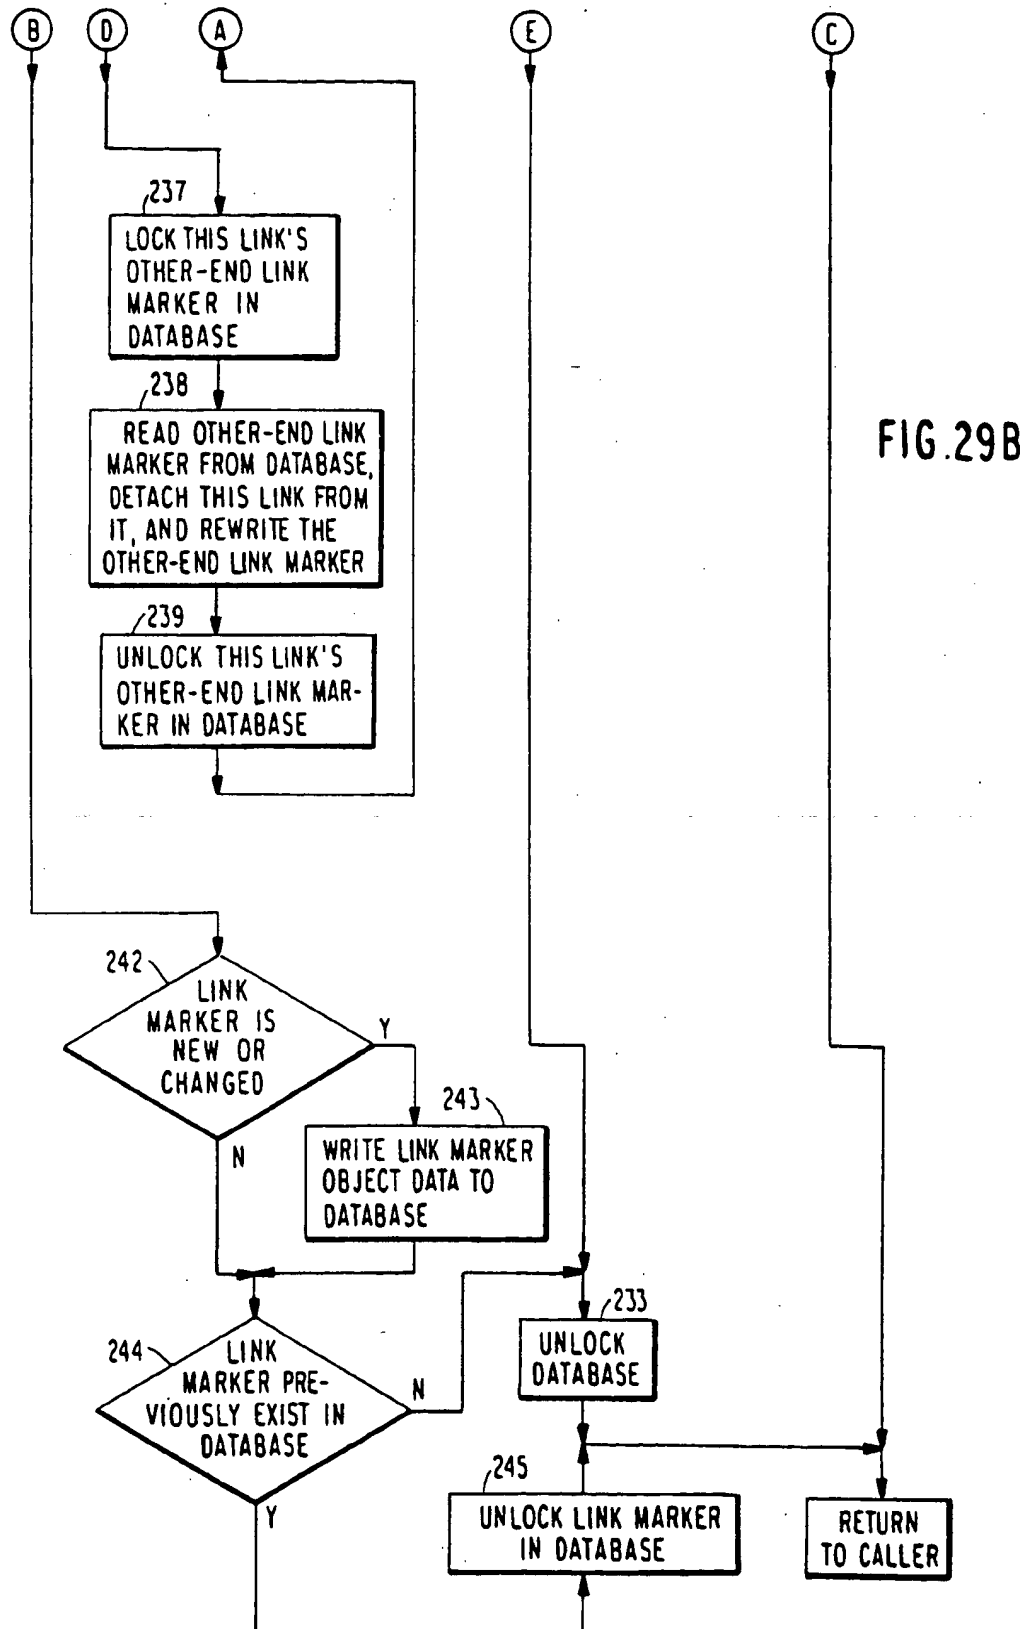 B D A E C
237
LOCK THIS LINK'S
OTHER-END LINK
MARKER IN
DATABASE
238
READ OTHER-END LINK
MARKER FROM DATABASE,
DETACH THIS LINK FROM
IT, AND REWRITE THE
OTHER-END LINK MARKER
FIG.29B
239
UNLOCK THIS LINK'S
OTHER-END LINK MAR-
KER IN DATABASE
242
LINK
MARKER IS
NEW OR
CHANGED
Y
N
243
WRITE LINK MARKER
OBJECT DATA TO
DATABASE
244
LINK
MARKER PRE-
VIOUSLY EXIST IN
DATABASE
N
Y
233
UNLOCK
DATABASE
245
UNLOCK LINK MARKER
IN DATABASE
RETURN
TO CALLER